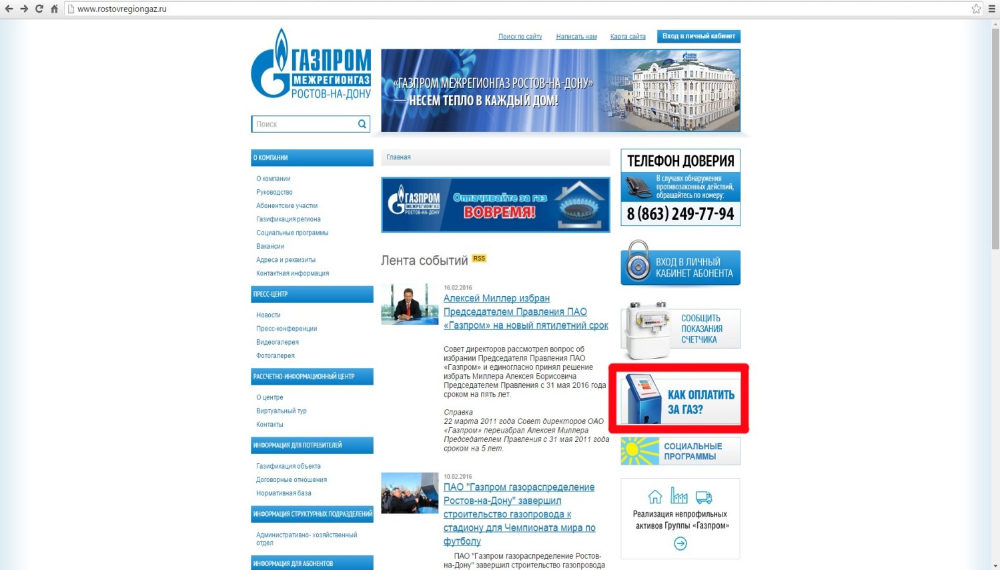 www.rostovregiongaz.ru
Поиск по сайту Написать нам Карта сайта Вход в личный кабинет
ГАЗПРОМ
МЕЖРЕГИОНГАЗ
РОСТОВ-НА-ДОНУ
«ГАЗПРОМ МЕЖРЕГИОНГАЗ РОСТОВ-НА-ДОНУ»
— НЕСЕМ ТЕПЛО В КАЖДЫЙ ДОМ!
Поиск
О КОМПАНИИ
О компании
Руководство
Абонентские участки
Газификация региона
Социальные программы
Вакансии
Адреса и реквизиты
Контактная информация
ПРЕСС-ЦЕНТР
Новости
Пресс-конференции
Видеогалерея
Фотогалерея
РАССЧЕТНО-ИНФОРМАЦИОННЫЙ ЦЕНТР
О центре
Виртуальный тур
Контакты
ИНФОРМАЦИЯ ДЛЯ ПОТРЕБИТЕЛЕЙ
Газификация объекта
Договорные отношения
Нормативная база
ИНФОРМАЦИЯ СТРУКТУРНЫХ ПОДРАЗДЕЛЕНИЙ
Административно- хозяйственный
отдел
ИНФОРМАЦИЯ ДЛЯ АБОНЕНТОВ
Главная
ГАЗПРОМ
МЕЖРЕГИОНГАЗ
РОСТОВ-НА-ДОНУ
Оплачивайте за газ
ВОВРЕМЯ!
Лента событий RSS
16.02.2016
Алексей Миллер избран
Председателем Правления ПАО
«Газпром» на новый пятилетний срок
Совет директоров рассмотрел вопрос об
избрании Председателя Правления ПАО
«Газпром» и единогласно принял решение
избрать Миллера Алексея Борисовича
Председателем Правления с 31 мая 2016 года
сроком на пять лет.
Справка
22 марта 2011 года Совет директоров ОАО
«Газпром» переизбрал Алексея Миллера
Председателем Правления с 31 мая 2011 года
сроком на 5 лет.
10.02.2016
ПАО "Газпром газораспределение
Ростов-на-Дону" завершил
строительство газопровода к
стадиону для Чемпионата мира по
футболу
ПАО "Газпром газораспределение Ростов-
на-Дону" завершил строительство газопровода
ТЕЛЕФОН ДОВЕРИЯ
В случаях обнаружения
противозаконных действий,
обращайтесь по номеру:
8 (863) 249-77-94
ВХОД В ЛИЧНЫЙ
КАБИНЕТ АБОНЕНТА
СООБЩИТЬ
ПОКАЗАНИЯ
СЧЕТЧИКА
КАК ОПЛАТИТЬ
ЗА ГАЗ?
СОЦИАЛЬНЫЕ
ПРОГРАММЫ
Реализация непрофильных
активов Группы «Газпром»